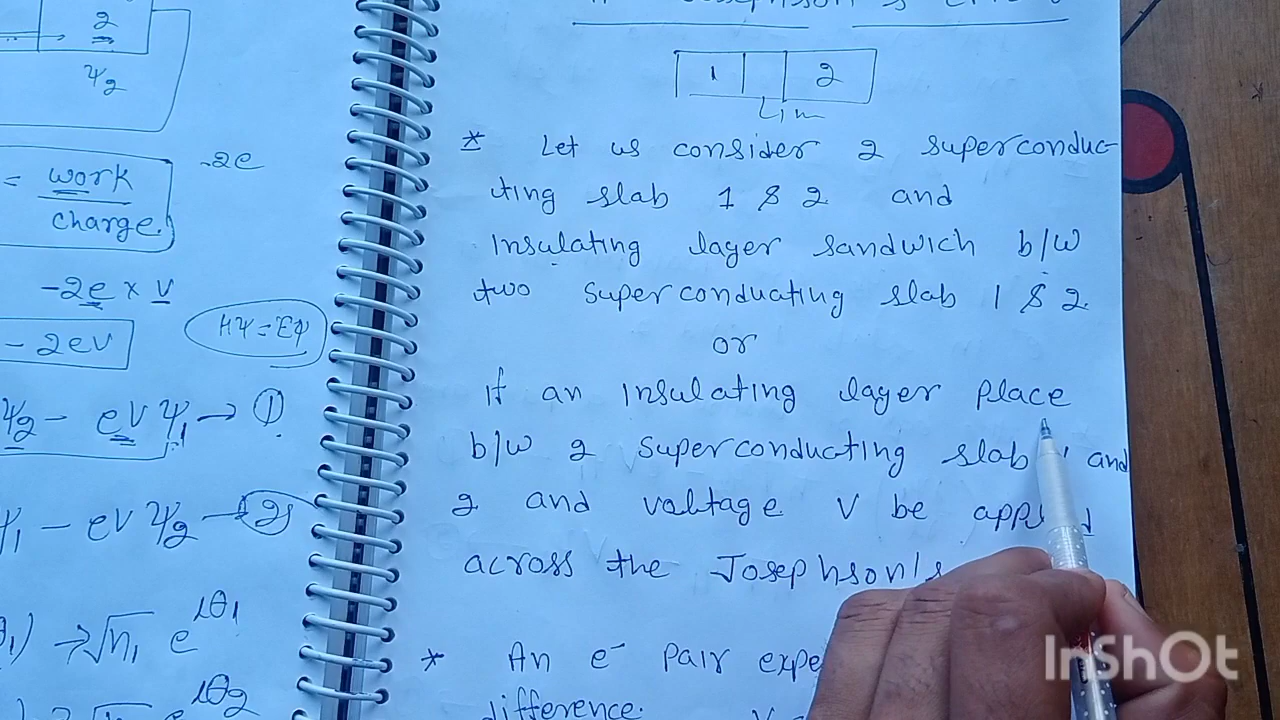 2
Ψ2
-2e
= work
charge.
-2e × V
HΨ = EΨ
- 2eV
Ψ2 - eVΨ1 → ①
Ψ1 - eVΨ2 → ②
→ √n1 e^iθ1
e^iθ2
1 2
Lim
* Let us consider 2 superconduc-
ting slab 1 & 2 and
insulating layer sandwich b/w
two superconducting slab 1 & 2.
or
if an insulating layer place
b/w 2 superconducting slab 1 and
2 and voltage V be
across the Josephson's
* An e- pair
difference.
InShOt